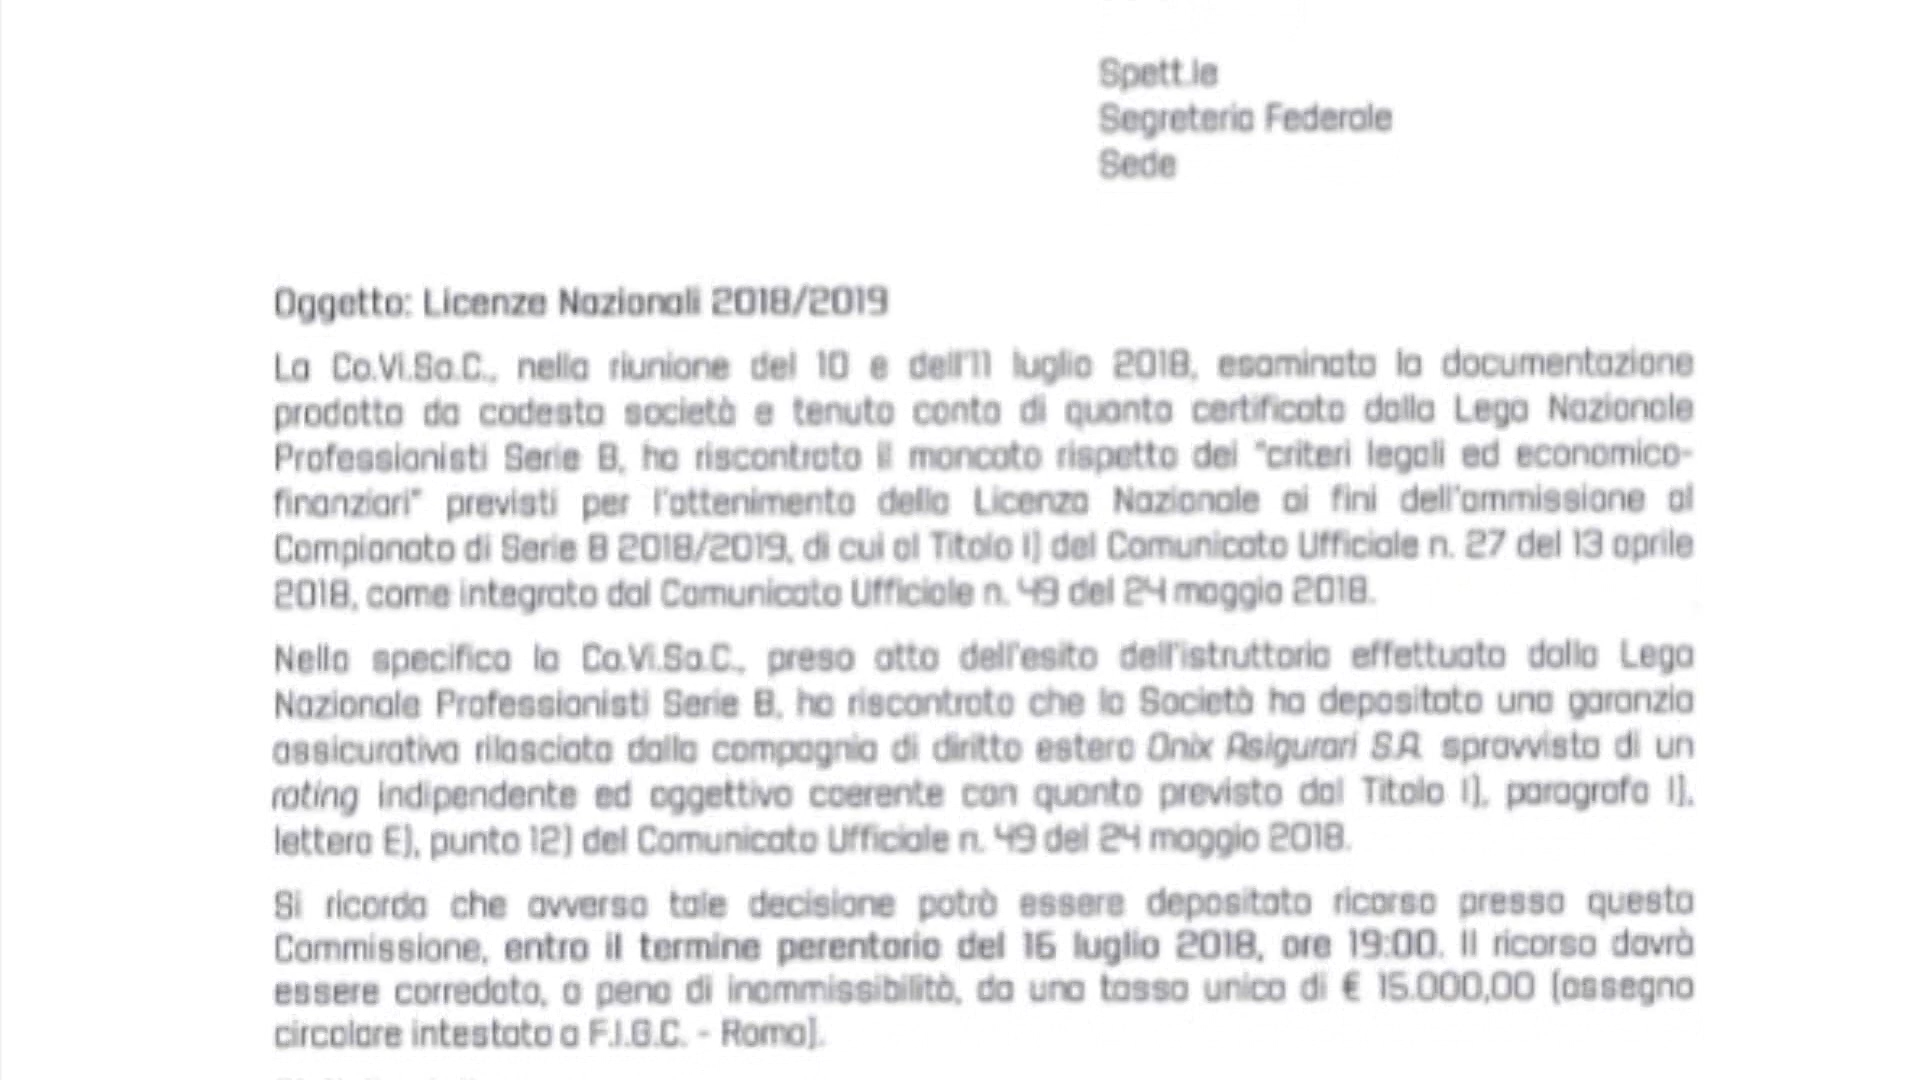 Spett.le
Segreteria Federale
Sede
Oggetto: Licenze Nazionali 2018/2019
La Co.Vi.So.C., nella riunione del 10 e dell'11 luglio 2018, esaminata la documentazione
prodotta da codesta società e tenuto conto di quanto certificato dalla Lega Nazionale
Professionisti Serie B, ha riscontrato il mancato rispetto dei "criteri legali ed economico-
finanziari" previsti per l'ottenimento della Licenza Nazionale ai fini dell'ammissione al
Campionato di Serie B 2018/2019, di cui al Titolo I) del Comunicato Ufficiale n. 27 del 13 aprile
2018, come integrato dal Comunicato Ufficiale n. 49 del 24 maggio 2018.
Nello specifico la Co.Vi.So.C., preso atto dell'esito dell'istruttoria effettuata dalla Lega
Nazionale Professionisti Serie B, ha riscontrato che la Società ha depositato una garanzia
assicurativa rilasciata dalla compagnia di diritto estero Onix Asigurari S.A. sprovvista di un
rating indipendente ed oggettivo coerente con quanto previsto dal Titolo I), paragrafo I),
lettera E), punto 12) del Comunicato Ufficiale n. 49 del 24 maggio 2018.
Si ricorda che avverso tale decisione potrà essere depositato ricorso presso questa
Commissione, entro il termine perentorio del 16 luglio 2018, ore 19:00. Il ricorso dovrà
essere corredato, a pena di inammissibilità, da una tassa unica di € 15.000,00 (assegno
circolare intestato a F.I.G.C. - Roma).